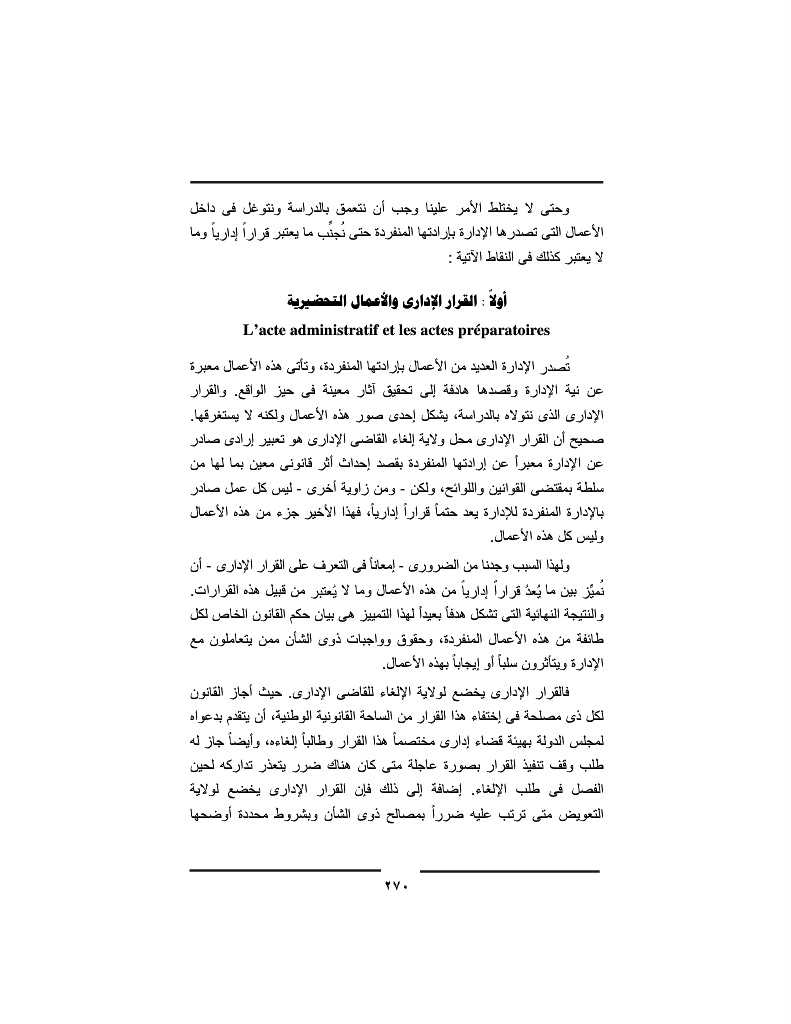 وحتى لا يختلط الأمر علينا وجب أن نتعمق بالدراسة ونتوغل فى داخل
الأعمال التى تصدرها الإدارة بإرادتها المنفردة حتى نُجنِّب ما يعتبر قراراً إدارياً وما
لا يعتبر كذلك فى النقاط الآتية :
أولاً : القرار الإدارى والأعمال التحضيرية
L'acte administratif et les actes préparatoires
تُصدر الإدارة العديد من الأعمال بإرادتها المنفردة، وتأتى هذه الأعمال معبرة
عن نية الإدارة وقصدها هادفة إلى تحقيق آثار معينة فى حيز الواقع. والقرار
الإدارى الذى نتولاه بالدراسة، يشكل إحدى صور هذه الأعمال ولكنه لا يستغرقها.
صحيح أن القرار الإدارى محل ولاية إلغاء القاضى الإدارى هو تعبير إرادى صادر
عن الإدارة معبراً عن إرادتها المنفردة بقصد إحداث أثر قانونى معين بما لها من
سلطة بمقتضى القوانين واللوائح، ولكن - ومن زاوية أخرى - ليس كل عمل صادر
بالإدارة المنفردة للإدارة يعد حتماً قراراً إدارياً، فهذا الأخير جزء من هذه الأعمال
وليس كل هذه الأعمال.
ولهذا السبب وجدنا من الضرورى - إمعاناً فى التعرف على القرار الإدارى - أن
نُميِّز بين ما يُعدُ قراراً إدارياً من هذه الأعمال وما لا يُعتبر من قبيل هذه القرارات.
والنتيجة النهائية التى تشكل هدفاً بعيداً لهذا التمييز هى بيان حكم القانون الخاص لكل
طائفة من هذه الأعمال المنفردة، وحقوق وواجبات ذوى الشأن ممن يتعاملون مع
الإدارة ويتأثرون سلباً أو إيجاباً بهذه الأعمال.
فالقرار الإدارى يخضع لولاية الإلغاء للقاضى الإدارى. حيث أجاز القانون
لكل ذى مصلحة فى إختفاء هذا القرار من الساحة القانونية الوطنية، أن يتقدم بدعواه
لمجلس الدولة بهيئة قضاء إدارى مختصماً هذا القرار وطالباً إلغاءه، وأيضاً جاز له
طلب وقف تنفيذ القرار بصورة عاجلة متى كان هناك ضرر يتعذر تداركه لحين
الفصل فى طلب الإلغاء. إضافة إلى ذلك فإن القرار الإدارى يخضع لولاية
التعويض متى ترتب عليه ضرراً بمصالح ذوى الشأن وبشروط محددة أوضحها
٢٧٠